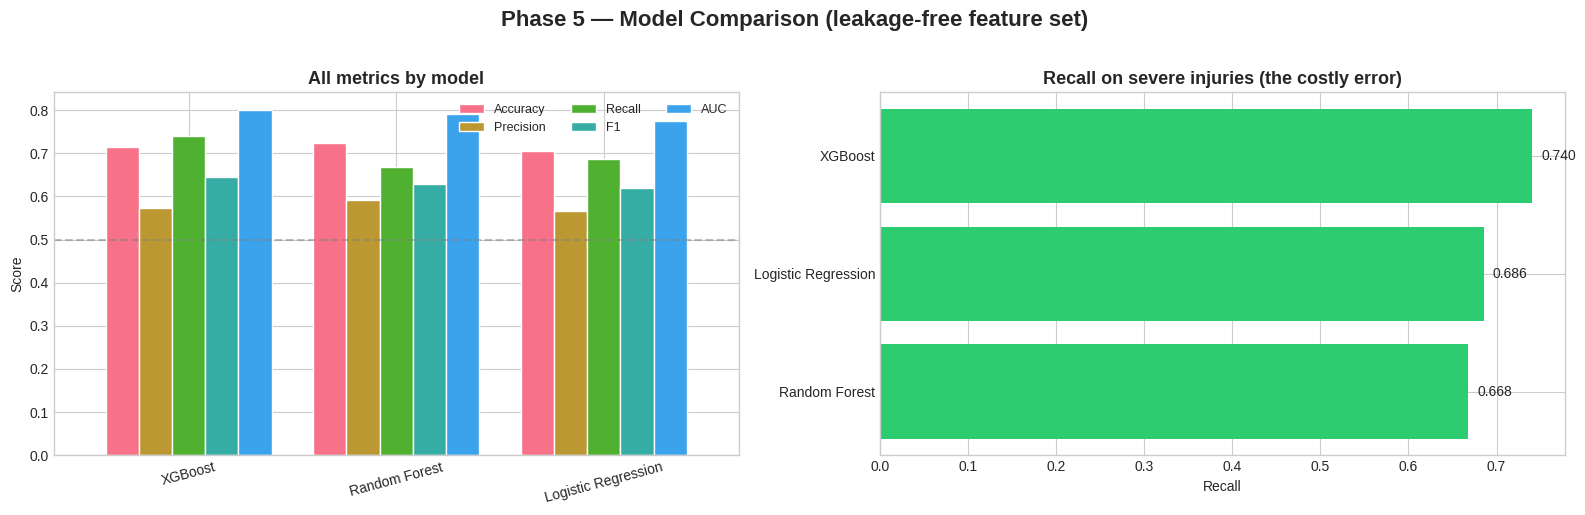 Phase 5 — Model Comparison (leakage-free feature set)
All metrics by model
Accuracy
Precision
Recall
F1
AUC
Score
0.8
0.7
0.6
0.5
0.4
0.3
0.2
0.1
0.0
XGBoost
Random Forest
Logistic Regression
Recall on severe injuries (the costly error)
XGBoost
0.740
Logistic Regression
0.686
Random Forest
0.668
0.0 0.1 0.2 0.3 0.4 0.5 0.6 0.7
Recall